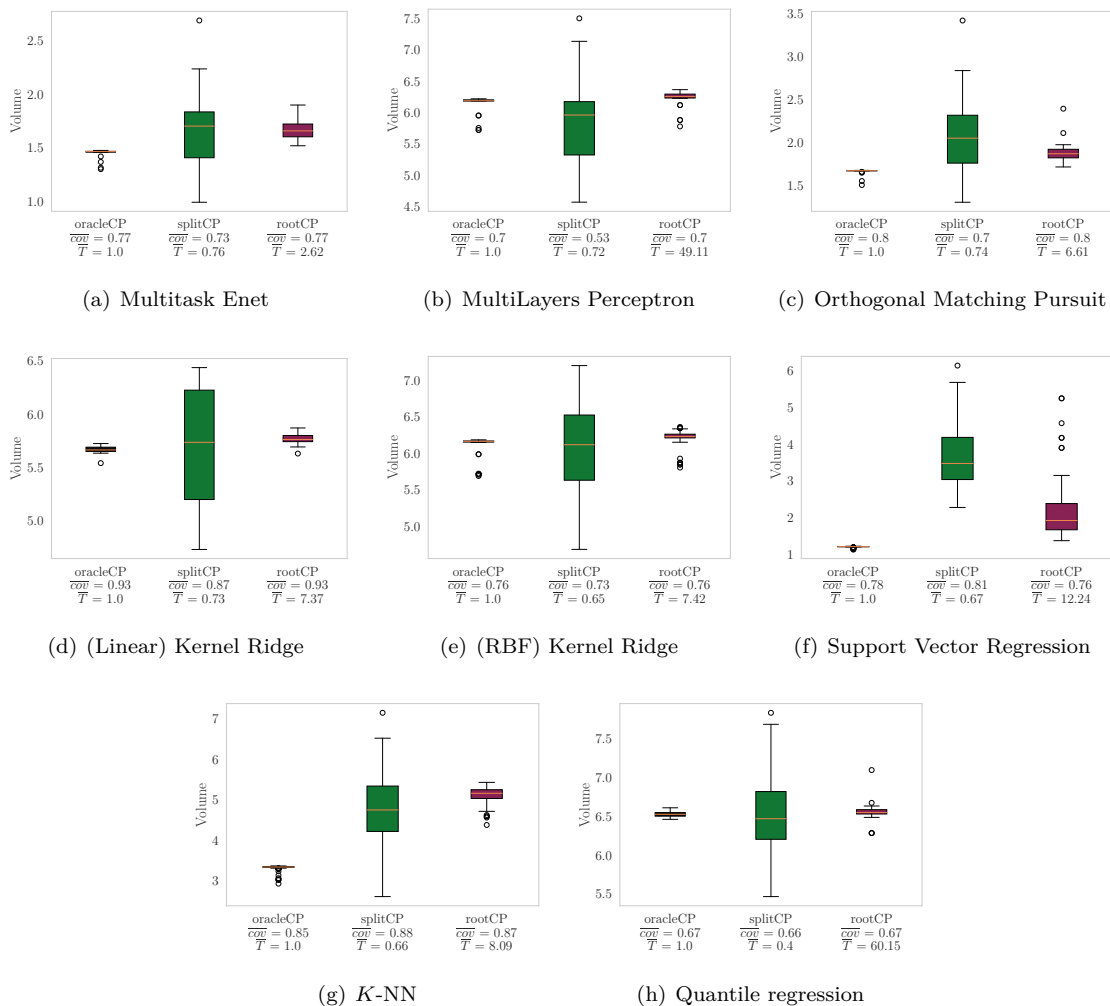 Volume
2.5
2.0
1.5
1.0
oracleCP
cov = 0.77
T = 1.0
splitCP
cov = 0.73
T = 0.76
rootCP
cov = 0.77
T = 2.62
(a) Multitask Enet
Volume
7.5
7.0
6.5
6.0
5.5
5.0
4.5
oracleCP
cov = 0.7
T = 1.0
splitCP
cov = 0.53
T = 0.72
rootCP
cov = 0.7
T = 49.11
(b) MultiLayers Perceptron
Volume
3.5
3.0
2.5
2.0
1.5
oracleCP
cov = 0.8
T = 1.0
splitCP
cov = 0.7
T = 0.74
rootCP
cov = 0.8
T = 6.61
(c) Orthogonal Matching Pursuit
Volume
6.5
6.0
5.5
5.0
oracleCP
cov = 0.93
T = 1.0
splitCP
cov = 0.87
T = 0.73
rootCP
cov = 0.93
T = 7.37
(d) (Linear) Kernel Ridge
Volume
7.0
6.5
6.0
5.5
5.0
oracleCP
cov = 0.76
T = 1.0
splitCP
cov = 0.73
T = 0.65
rootCP
cov = 0.76
T = 7.42
(e) (RBF) Kernel Ridge
Volume
6
5
4
3
2
1
oracleCP
cov = 0.78
T = 1.0
splitCP
cov = 0.81
T = 0.67
rootCP
cov = 0.76
T = 12.24
(f) Support Vector Regression
Volume
7
6
5
4
3
oracleCP
cov = 0.85
T = 1.0
splitCP
cov = 0.88
T = 0.66
rootCP
cov = 0.87
T = 8.09
(g) K-NN
Volume
7.5
7.0
6.5
6.0
5.5
oracleCP
cov = 0.67
T = 1.0
splitCP
cov = 0.66
T = 0.4
rootCP
cov = 0.67
T = 60.15
(h) Quantile regression